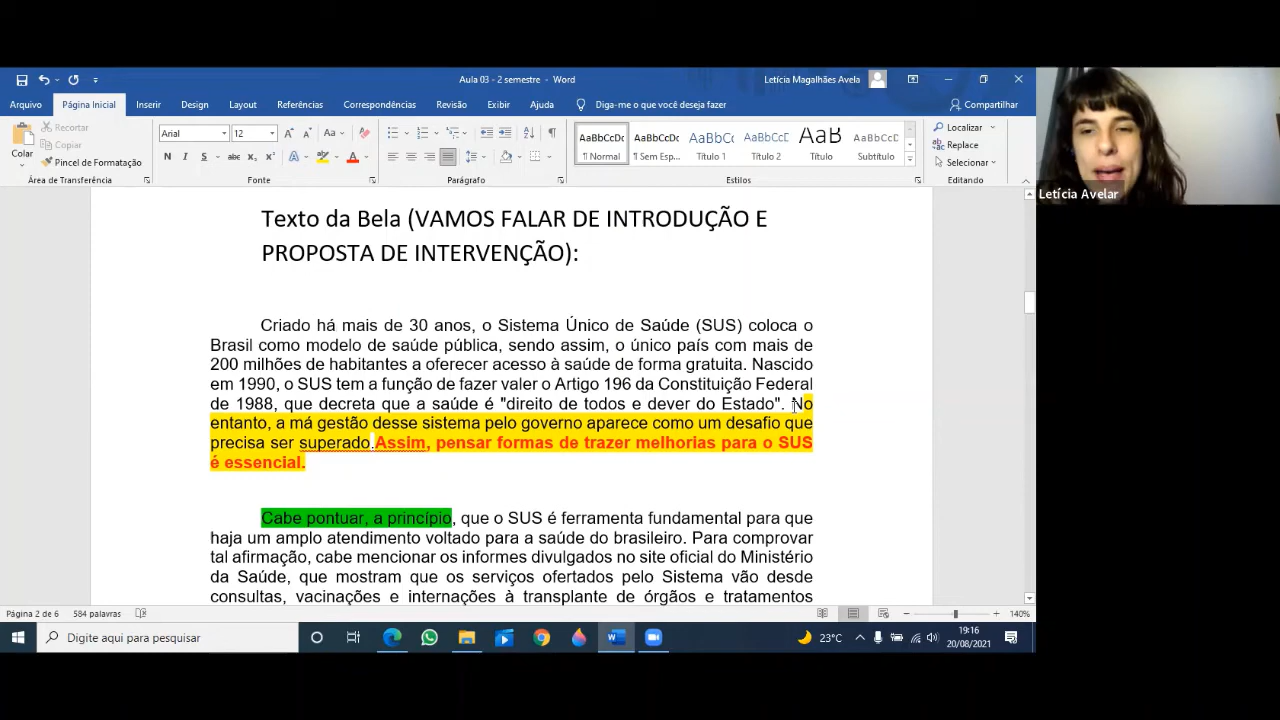 Aula 03 - 2 semestre - Word
Letícia Magalhães Avela
Arquivo Página Inicial Inserir Design Layout Referências Correspondências Revisão Exibir Ajuda Diga-me o que você deseja fazer Compartilhar
Colar
Recortar
Copiar
Pincel de Formatação
Área de Transferência
Arial 12
N I S abc x₂ x²
Fonte
Parágrafo
AaBbCcDc AaBbCcDc AaBbCcC AaBbCcD AaB AaBbCcC
¶ Normal ¶ Sem Esp... Título 1 Título 2 Título Subtítulo
Estilos
Localizar
Replace
Selecionar
Editando
Letícia Avelar
Texto da Bela (VAMOS FALAR DE INTRODUÇÃO E
PROPOSTA DE INTERVENÇÃO):
Criado há mais de 30 anos, o Sistema Único de Saúde (SUS) coloca o
Brasil como modelo de saúde pública, sendo assim, o único país com mais de
200 milhões de habitantes a oferecer acesso à saúde de forma gratuita. Nascido
em 1990, o SUS tem a função de fazer valer o Artigo 196 da Constituição Federal
de 1988, que decreta que a saúde é "direito de todos e dever do Estado". No
entanto, a má gestão desse sistema pelo governo aparece como um desafio que
precisa ser superado.Assim, pensar formas de trazer melhorias para o SUS
é essencial.
Cabe pontuar, a princípio, que o SUS é ferramenta fundamental para que
haja um amplo atendimento voltado para a saúde do brasileiro. Para comprovar
tal afirmação, cabe mencionar os informes divulgados no site oficial do Ministério
da Saúde, que mostram que os serviços ofertados pelo Sistema vão desde
consultas, vacinações e internações à transplante de órgãos e tratamentos
Página 2 de 6 584 palavras 140%
Digite aqui para pesquisar
23°C
19:16
20/08/2021